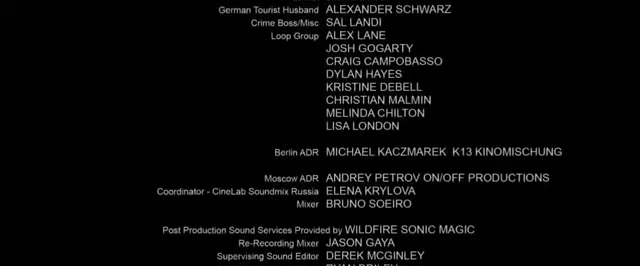 German Tourist Husband ALEXANDER SCHWARZ
Crime Boss/Misc SAL LANDI
Loop Group ALEX LANE
JOSH GOGARTY
CRAIG CAMPOBASSO
DYLAN HAYES
KRISTINE DEBELL
CHRISTIAN MALMIN
MELINDA CHILTON
LISA LONDON
Berlin ADR MICHAEL KACZMAREK K13 KINOMISCHUNG
Moscow ADR ANDREY PETROV ON/OFF PRODUCTIONS
Coordinator - CineLab Soundmix Russia ELENA KRYLOVA
Mixer BRUNO SOEIRO
Post Production Sound Services Provided by WILDFIRE SONIC MAGIC
Re-Recording Mixer JASON GAYA
Supervising Sound Editor DEREK MCGINLEY